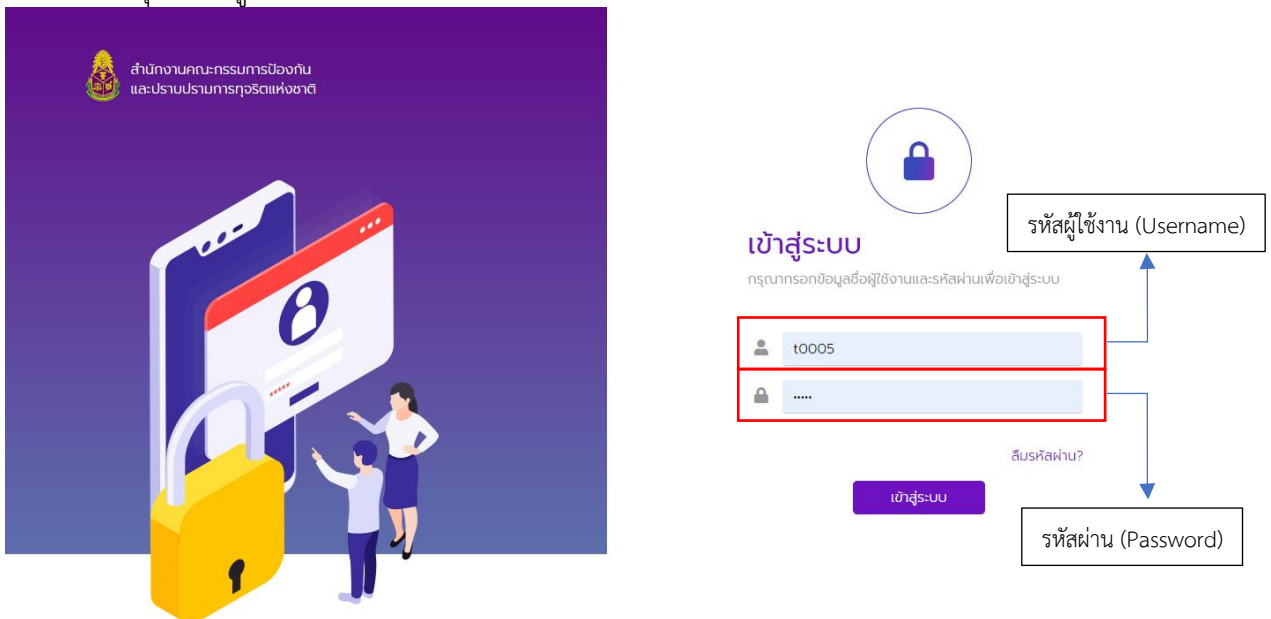 สำนักงานคณะกรรมการป้องกัน
และปราบปรามการทุจริตแห่งชาติ
*****
รหัสผู้ใช้งาน (Username)
เข้าสู่ระบบ
กรุณากรอกข้อมูลชื่อผู้ใช้งานและรหัสผ่านเพื่อเข้าสู่ระบบ
t0005
•••••
ลืมรหัสผ่าน?
เข้าสู่ระบบ
รหัสผ่าน (Password)